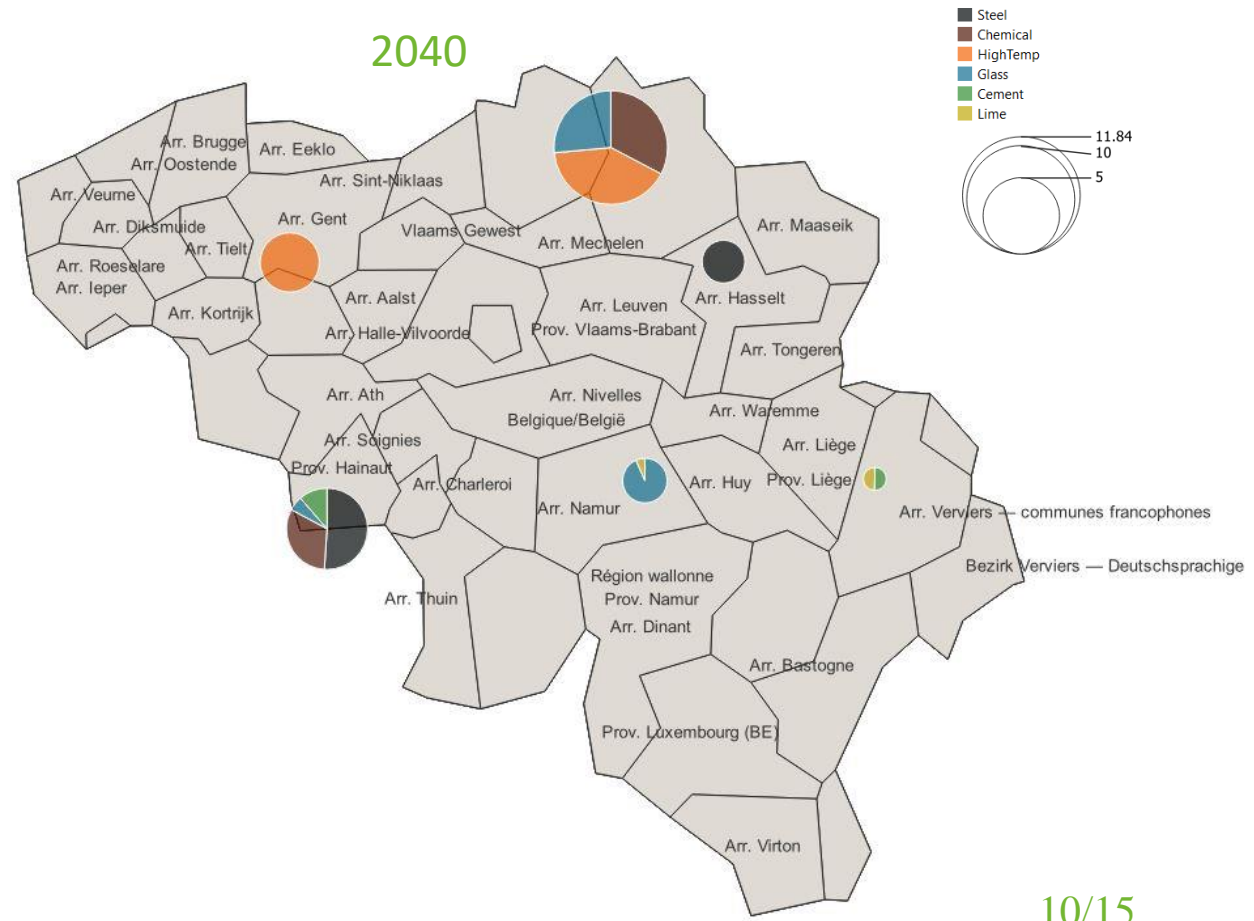 2040
Steel
Chemical
HighTemp
Glass
Cement
Lime
11.84
10
5
Arr. Brugge
Arr. Oostende
Arr. Eeklo
Arr. Sint-Niklaas
Arr. Veurne
Arr. Diksmuide
Arr. Gent
Vlaams Gewest
Arr. Mechelen
Arr. Maaseik
Arr. Tielt
Arr. Roeselare
Arr. Ieper
Arr. Kortrijk
Arr. Aalst
Arr. Halle-Vilvoorde
Arr. Leuven
Prov. Vlaams-Brabant
Arr. Hasselt
Arr. Tongeren
Arr. Ath
Arr. Nivelles
Belgique/België
Arr. Waremme
Arr. Soignies
Prov. Hainaut
Arr. Charleroi
Arr. Namur
Arr. Huy
Arr. Liège
Prov. Liège
Arr. Verviers — communes francophones
Bezirk Verviers — Deutschsprachige
Arr. Thuin
Région wallonne
Prov. Namur
Arr. Dinant
Arr. Bastogne
Prov. Luxembourg (BE)
Arr. Virton
10/15